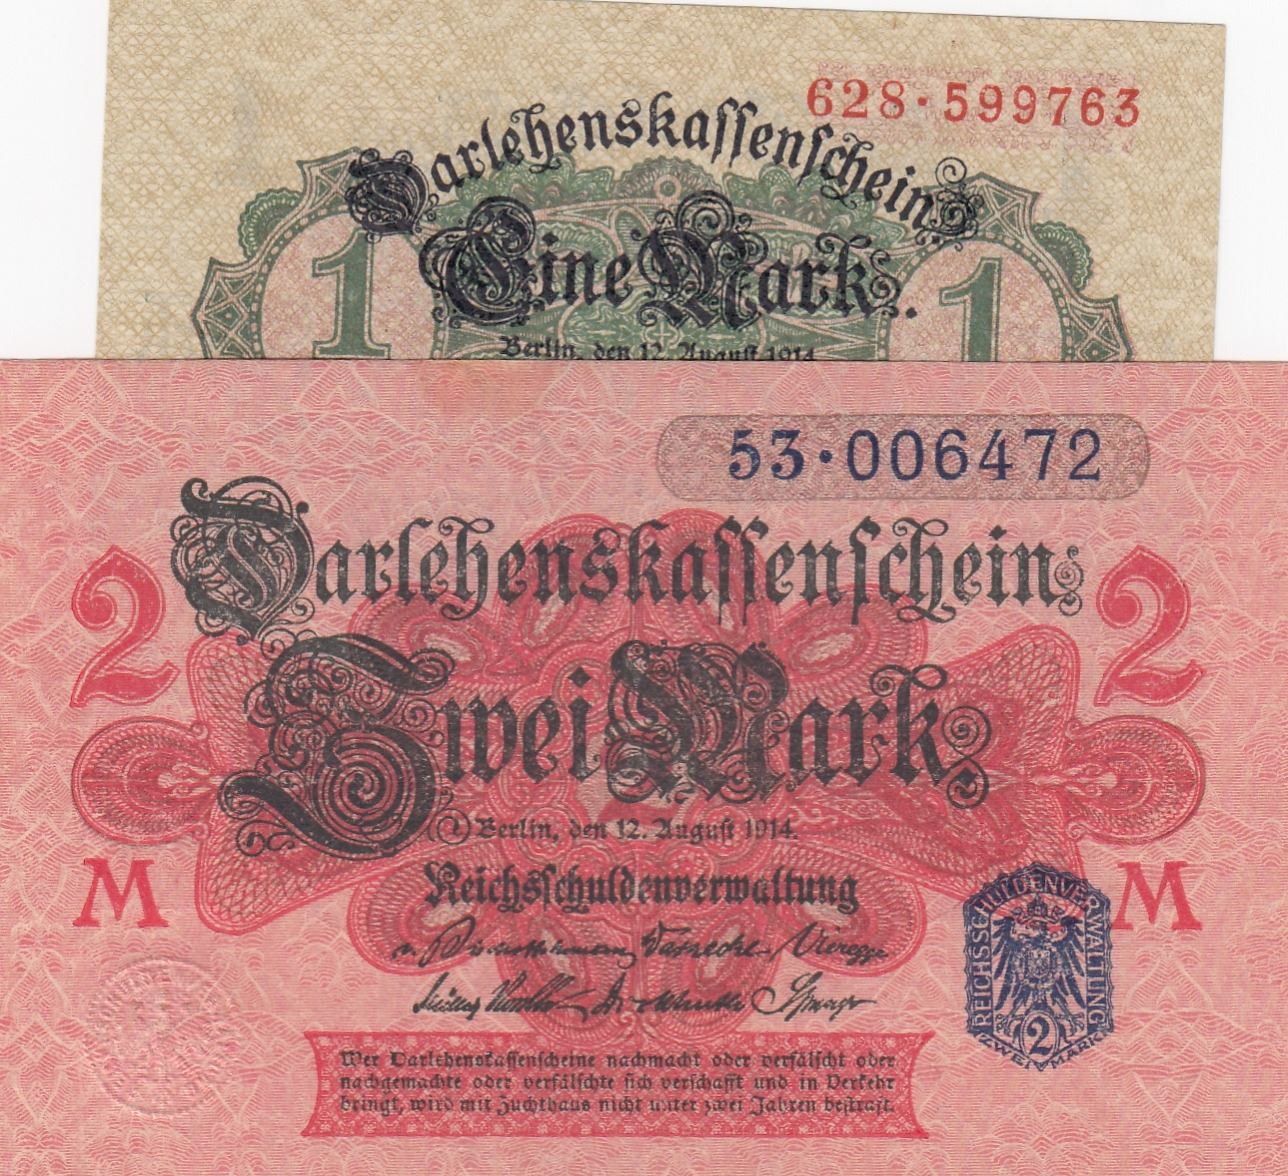 628·599763
Darlehenskassenschein
Eine Mark.
1 1
Berlin, den 12. August 1914
53·006472
Darlehenskassenschein
2 2
Zwei Mark
Berlin, den 12. August 1914.
M M
Reichsschuldenverwaltung
REICHSSCHULDENVERWALTUNG
2
ZWEI MARK
Wer Darlehenskassenscheine nachmacht oder verfälscht oder
nachgemachte oder verfälschte sich verschafft und in Verkehr
bringt, wird mit Zuchthaus nicht unter zwei Jahren bestraft.